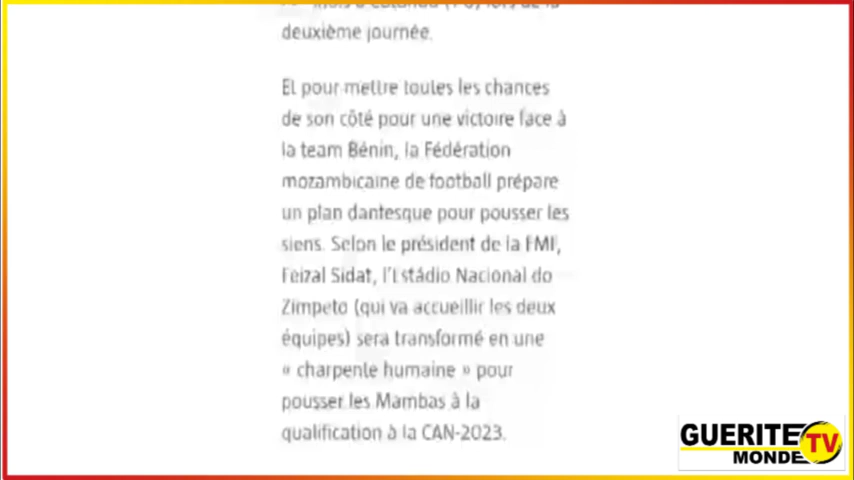 deuxième journée.
Et pour mettre toutes les chances
de son côté pour une victoire face à
la team Bénin, la Fédération
mozambicaine de football prépare
un plan dantesque pour pousser les
siens. Selon le président de la FMF,
Feizal Sidat, l'Estádio Nacional do
Zimpeto (qui va accueillir les deux
équipes) sera transformé en une
« charpente humaine » pour
pousser les Mambas à la
qualification à la CAN-2023.
GUERITE TV
MONDE